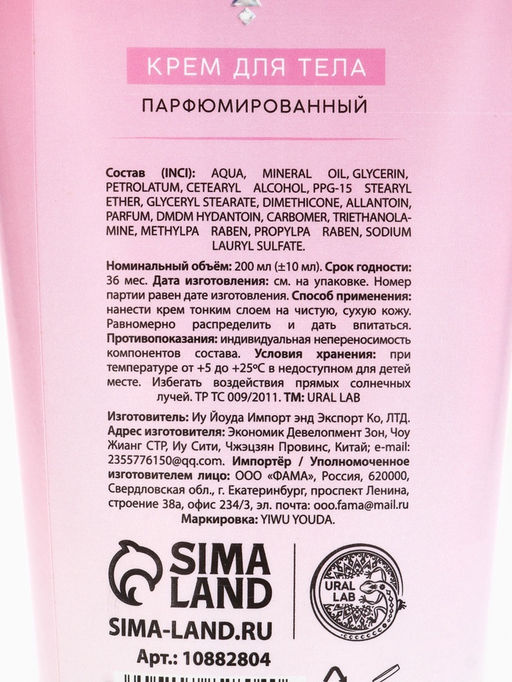 КРЕМ ДЛЯ ТЕЛА
ПАРФЮМИРОВАННЫЙ
Состав (INCI): AQUA, MINERAL OIL, GLYCERIN,
PETROLATUM, CETEARYL ALCOHOL, PPG-15 STEARYL
ETHER, GLYCERYL STEARATE, DIMETHICONE, ALLANTOIN,
PARFUM, DMDM HYDANTOIN, CARBOMER, TRIETHANOLA-
MINE, METHYLPA RABEN, PROPYLPA RABEN, SODIUM
LAURYL SULFATE.
Номинальный объём: 200 мл (±10 мл). Срок годности:
36 мес. Дата изготовления: см. на упаковке. Номер
партии равен дате изготовления. Способ применения:
нанести крем тонким слоем на чистую, сухую кожу.
Равномерно распределить и дать впитаться.
Противопоказания: индивидуальная непереносимость
компонентов состава. Условия хранения: при
температуре от +5 до +25ºС в недоступном для детей
месте. Избегать воздействия прямых солнечных
лучей. ТР ТС 009/2011. ТМ: URAL LAB
Изготовитель: Иу Йоуда Импорт энд Экспорт Ко, ЛТД.
Адрес изготовителя: Экономик Девелопмент Зон, Чоу
Жианг СТР, Иу Сити, Чжэцзян Провинс, Китай; e-mail:
2355776150@qq.com. Импортёр / Уполномоченное
изготовителем лицо: ООО «ФАМА», Россия, 620000,
Свердловская обл., г. Екатеринбург, проспект Ленина,
строение 38а, офис 234/3, эл. почта: ooo.fama@mail.ru
Маркировка: YIWU YOUDA.
SIMA
LAND
URAL
LAB
SIMA-LAND.RU
Арт.: 10882804